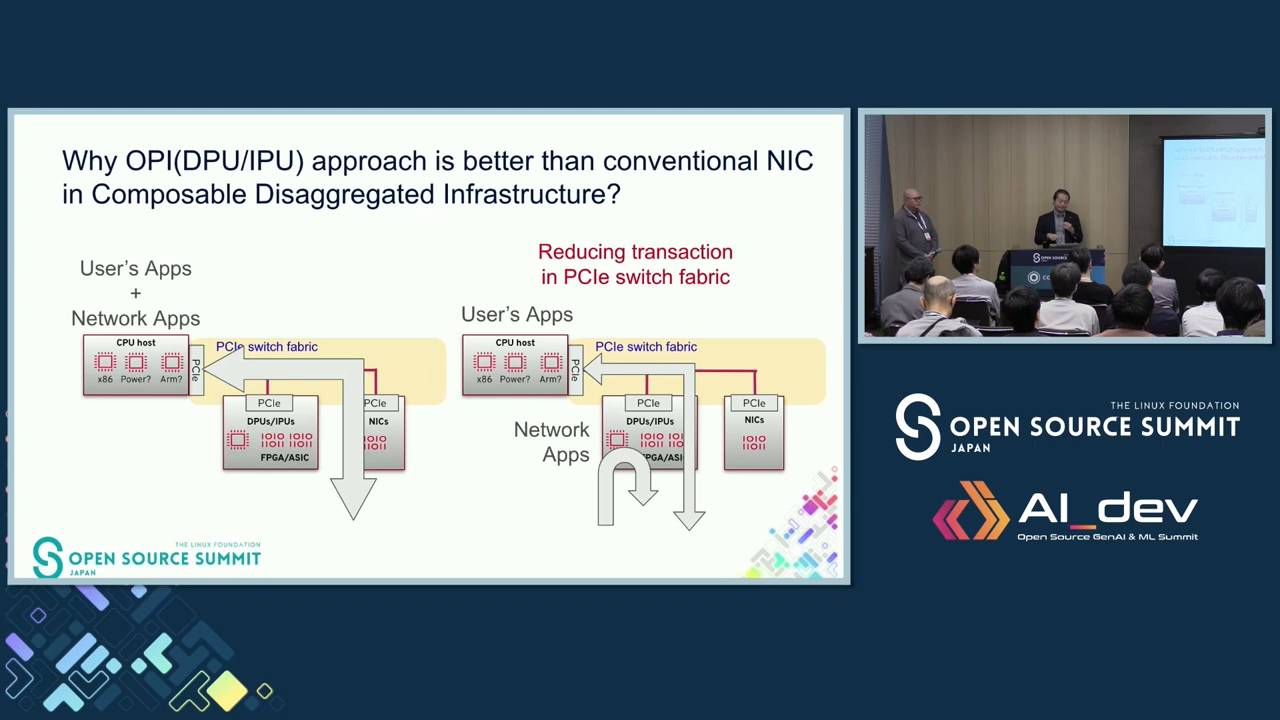 Why OPI(DPU/IPU) approach is better than conventional NIC
in Composable Disaggregated Infrastructure?
Reducing transaction
in PCIe switch fabric
User's Apps
+
Network Apps
CPU host
x86 Power? Arm?
PCIe
PCIe switch fabric
PCIe
DPUs/IPUs
FPGA/ASIC
PCIe
NICs
User's Apps
CPU host
x86 Power? Arm?
PCIe
PCIe switch fabric
PCIe
DPUs/IPUs
FPGA/ASIC
PCIe
NICs
Network
Apps
THE LINUX FOUNDATION
OPEN SOURCE SUMMIT
JAPAN
THE LINUX FOUNDATION
OPEN SOURCE SUMMIT
JAPAN
AI_dev
Open Source GenAI & ML Summit